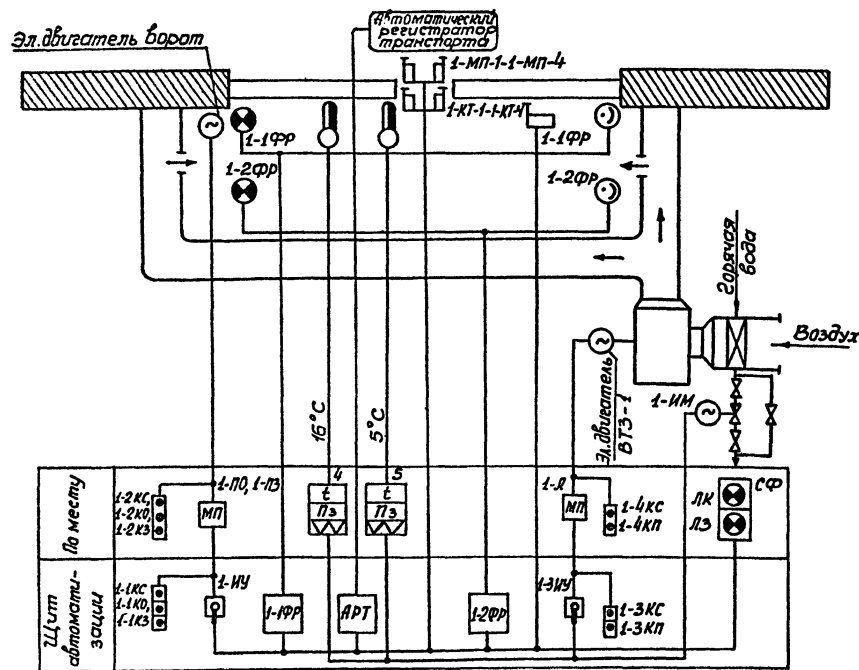 Автоматический
регистратор
транспорта
Эл.двигатель ворот
1-МП-1-1-МП-4
1-КТ-1-1-КТ-4
1-1ФР
1-1ФР
1-2ФР
1-2ФР
Горячая
вода
Воздух
16°С
5°С
Эл.двигатель
ВТЗ-1
1-ИМ
По месту
1-2КС,
1-2КО,
1-2КЗ
1-ПО, 1-ПЗ
МП
4
t
ПЗ
5
t
ПЗ
1-Л
МП
1-4КС
1-4КП
ЛК
ЛЗ
СФ
Щит
автомати-
зации
1-1КС
1-1КО,
1-1КЗ
1-ИУ
1-1ФР
АРТ
1-2ФР
1-3ИУ
1-3КС
1-3КП